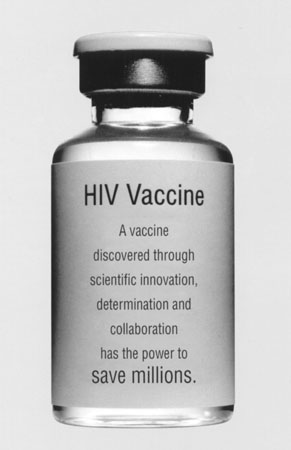 HIV Vaccine
A vaccine
discovered through
scientific innovation,
determination and
collaboration
has the power to
save millions.